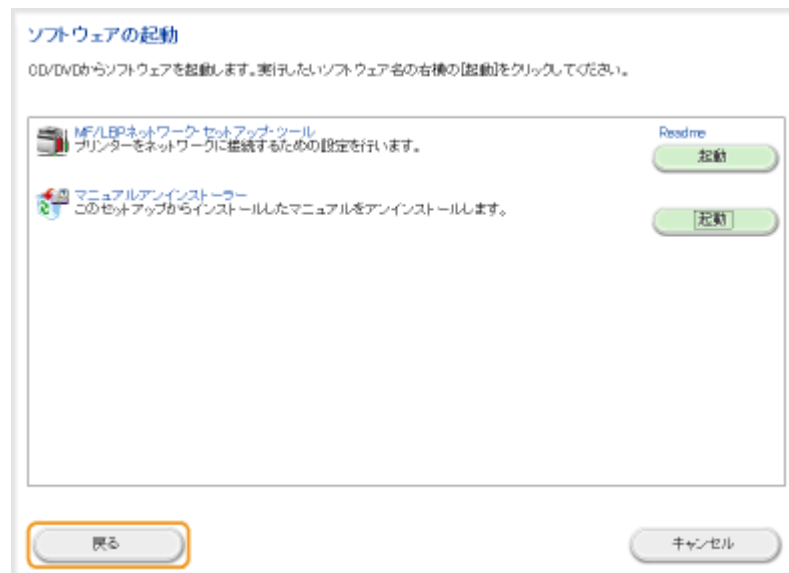 ソフトウェアの起動
CD/DVDからソフトウェアを起動します。実行したいソフトウェア名の右横の[起動]をクリックしてください。
MF/LBPネットワーク・セットアップ・ツール
Readme
プリンターをネットワークに接続するための設定を行います。
起動
マニュアルアンインストーラー
このセットアップからインストールしたマニュアルをアンインストールします。
起動
戻る
キャンセル